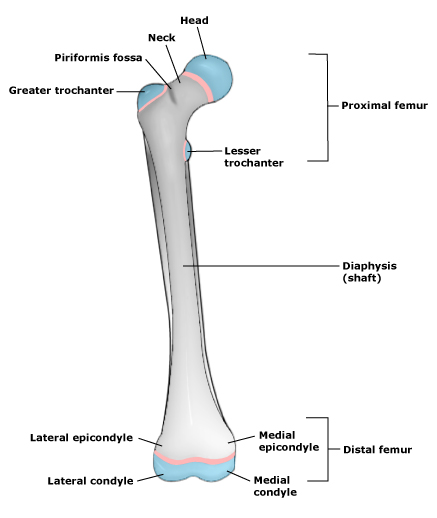 Head
Neck
Piriformis fossa
Greater trochanter
Proximal femur
Lesser
trochanter
Diaphysis
(shaft)
Lateral epicondyle
Medial
epicondyle
Distal femur
Lateral condyle
Medial
condyle